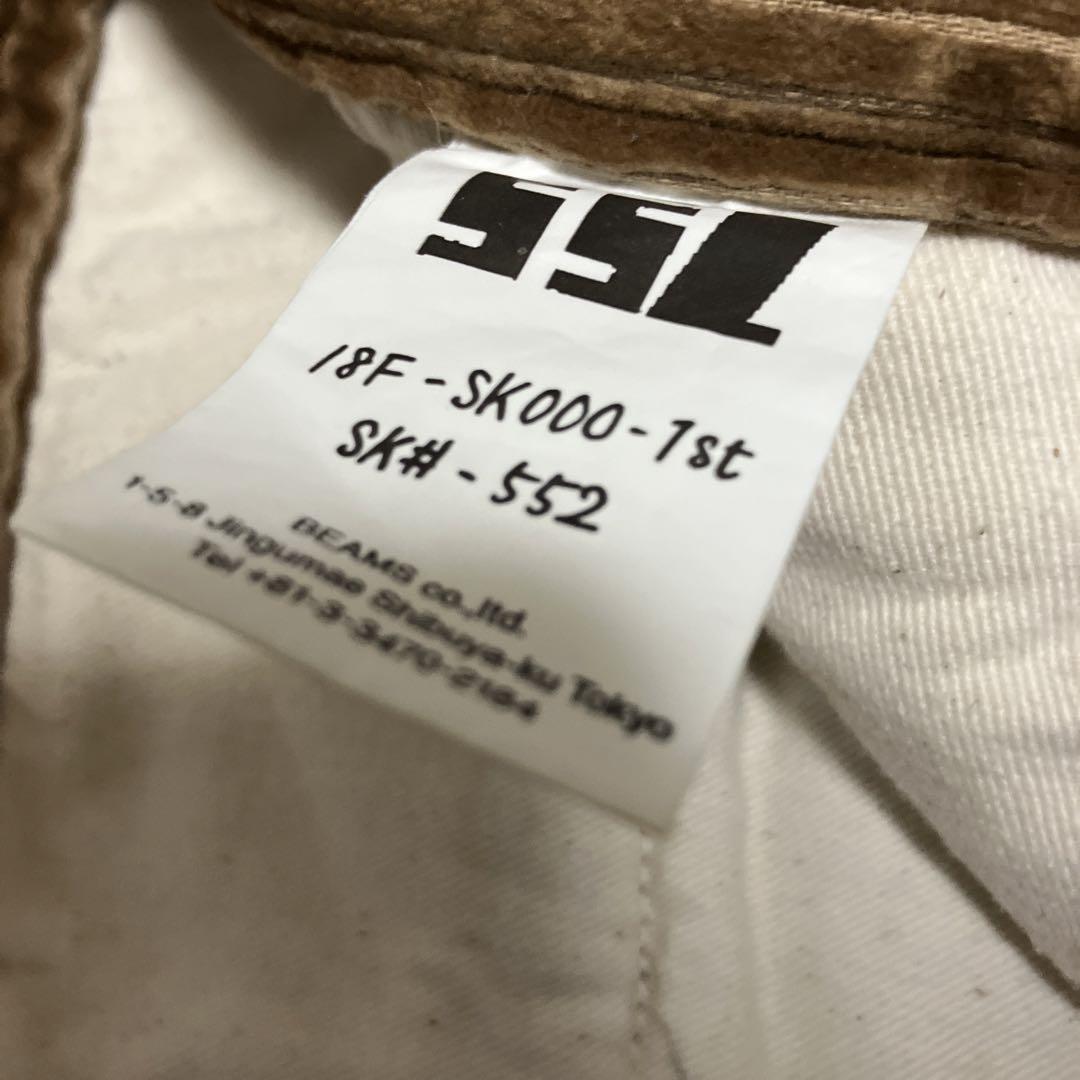 SSZ
18F-SK000-1st
SK#-552
BEAMS co.,ltd.
1-5-8 Jingumae Shibuya-ku Tokyo
Tel +81-3-3470-2184